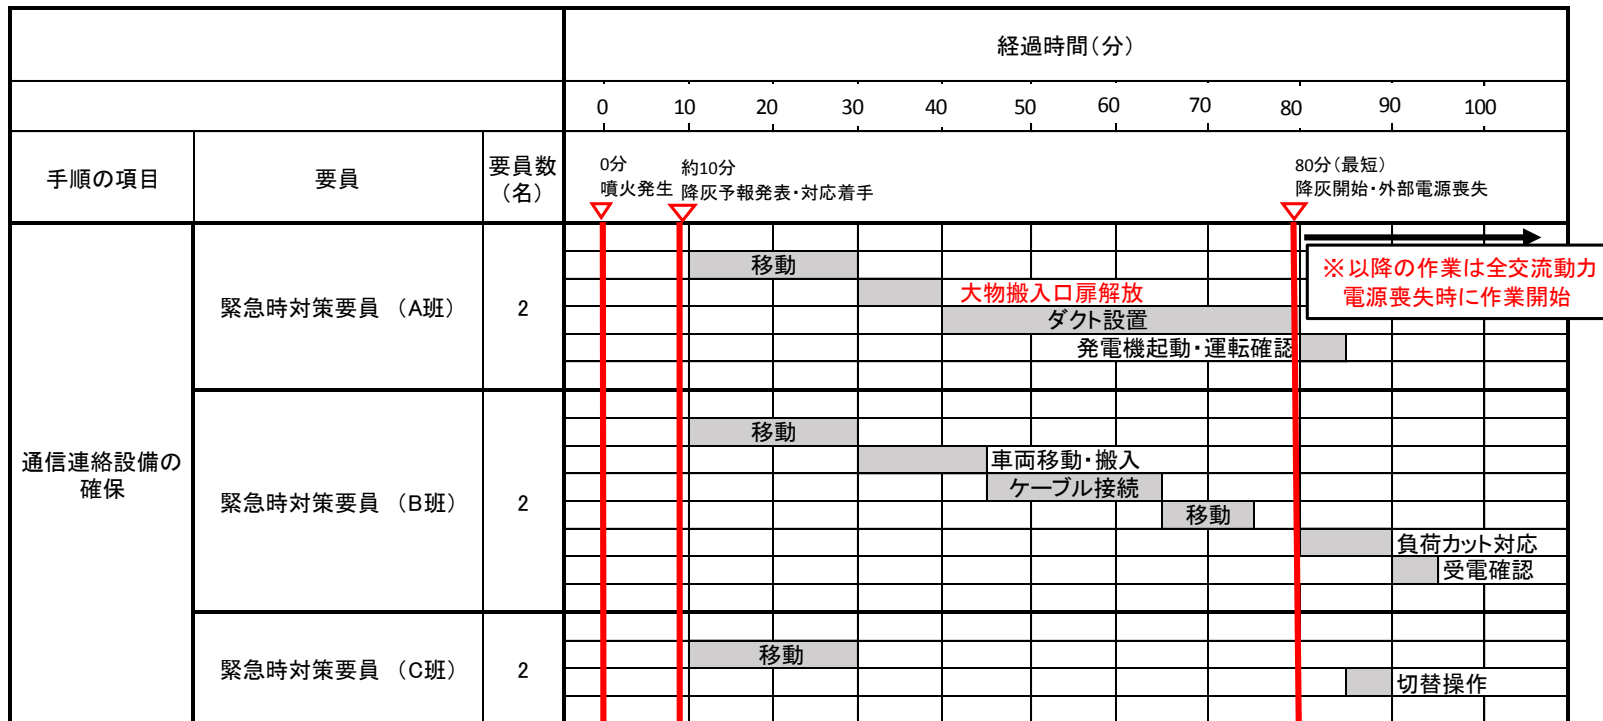 経過時間(分)
0 10 20 30 40 50 60 70 80 90 100
手順の項目
要員
要員数
(名)
0分
噴火発生
約10分
降灰予報発表・対応着手
80分(最短)
降灰開始・外部電源喪失
※以降の作業は全交流動力
電源喪失時に作業開始
通信連絡設備の
確保
緊急時対策要員 (A班)
2
移動
大物搬入口扉解放
ダクト設置
発電機起動・運転確認
緊急時対策要員 (B班)
2
移動
車両移動・搬入
ケーブル接続
移動
負荷カット対応
受電確認
緊急時対策要員 (C班)
2
移動
切替操作